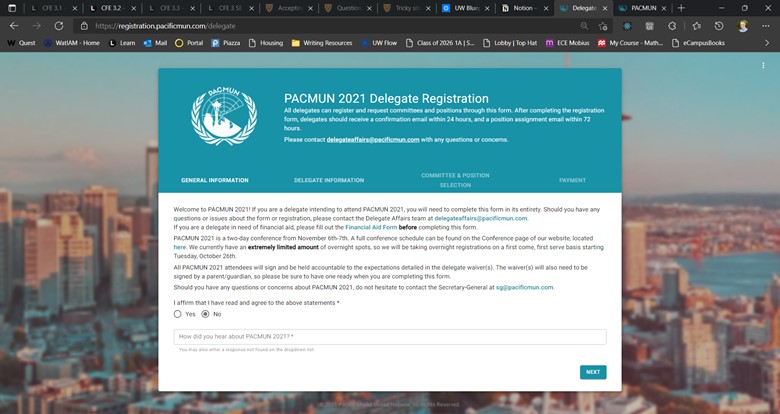 CFE 3.1
CFE 3.2
CFE 3.3
CFE 3 SL
Acceptin
Question
Tricky sit
UW Blue
Notion –
Delegate
PACMUN
https://registration.pacificmun.com/delegate
Quest
WatIAM - Home
Learn
Mail
Portal
Piazza
Housing
Writing Resources
UW Flow
Class of 2026 1A | S...
Lobby | Top Hat
ECE Mobius
My Course - Math...
eCampusBooks
PACMUN
PACMUN 2021 Delegate Registration
All delegates can register and request committees and positions through this form. After completing the registration
form, delegates should receive a confirmation email within 24 hours, and a position assignment email within 72
hours.
Please contact delegateaffairs@pacificmun.com with any questions or concerns.
GENERAL INFORMATION
DELEGATE INFORMATION
COMMITTEE & POSITION
SELECTION
PAYMENT
Welcome to PACMUN 2021! If you are a delegate intending to attend PACMUN 2021, you will need to complete this form in its entirety. Should you have any
questions or issues about the form or registration, please contact the Delegate Affairs team at delegateaffairs@pacificmun.com.
If you are a delegate in need of financial aid, please fill out the Financial Aid Form before completing this form.
PACMUN 2021 is a two-day conference from November 6th-7th. A full conference schedule can be found on the Conference page of our website, located
here. We currently have an extremely limited amount of overnight spots, so we will be taking overnight registrations on a first come, first serve basis starting
Tuesday, October 26th.
All PACMUN 2021 attendees will sign and be held accountable to the expectations detailed in the delegate waiver(s). The waiver(s) will also need to be
signed by a parent/guardian, so please be sure to have one ready when you are completing this form.
Should you have any questions or concerns about PACMUN 2021, do not hesitate to contact the Secretary-General at sg@pacificmun.com.
I affirm that I have read and agree to the above statements *
Yes
No
How did you hear about PACMUN 2021? *
You may also enter a response not found on the dropdown list.
NEXT
© 2021 Pacific Model United Nations. All Rights Reserved.